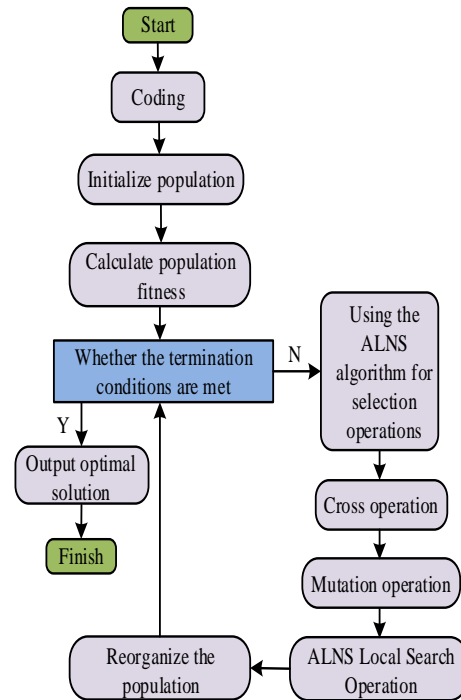 Start
Coding
Initialize population
Calculate population
fitness
Whether the termination
conditions are met
N
Using the
ALNS
algorithm for
selection
operations
Y
Output optimal
solution
Finish
Cross operation
Mutation operation
ALNS Local Search
Operation
Reorganize the
population